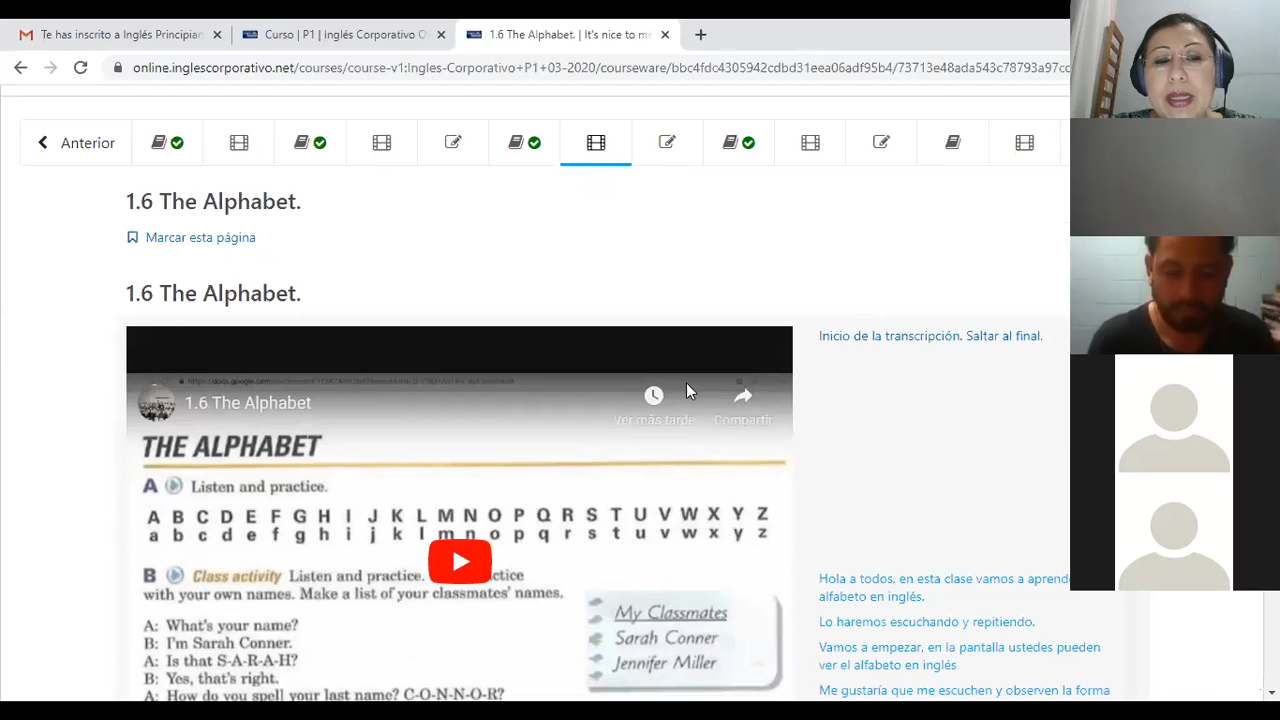 Te has inscrito a Inglés Principian
Curso | P1 | inglés Corporativo O
1.6 The Alphabet. | It's nice to me
online.inglescorporativo.net/courses/course-v1:Ingles-Corporativo+P1+03-2020/courseware/bbc4fdc4305942cdbd31eea06adf95b4/73713e48ada543c78793a97cc
Anterior
1.6 The Alphabet.
Marcar esta página
1.6 The Alphabet.
Inicio de la transcripción. Saltar al final.
1.6 The Alphabet
Ver más tarde
Compartir
THE ALPHABET
A Listen and practice.
A B C D E F G H I J K L M N O P Q R S T U V W X Y Z
a b c d e f g h i j k l m n o p q r s t u v w x y z
B Class activity Listen and practice. ctice
with your own names. Make a list of your classmates' names.
A: What's your name?
B: I'm Sarah Conner.
A: Is that S-A-R-A-H?
B: Yes, that's right.
A: How do you spell your last name? C-O-N-N-O-R?
My Classmates
Sarah Conner
Jennifer Miller
Hola a todos, en esta clase vamos a aprende
alfabeto en inglés.
Lo haremos escuchando y repitiendo.
Vamos a empezar, en la pantalla ustedes pueden
ver el alfabeto en inglés
Me gustaría que me escuchen y observen la forma